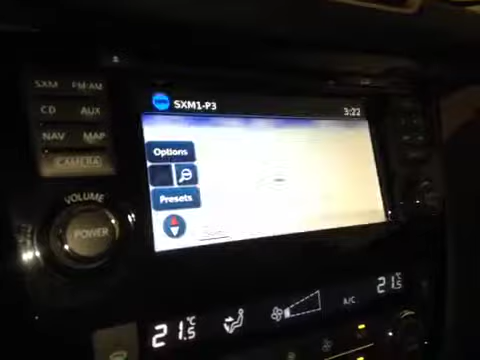 SXM FM·AM
SXM1-P3
3:22
CD AUX
NAV MAP
CAMERA
Options
Presets
VOLUME
POWER
21.5°C
A/C
21.5°C